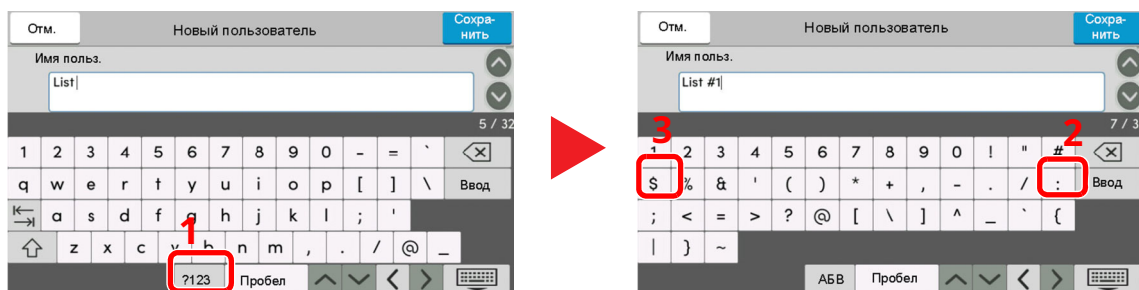 Отм. Новый пользователь Сохра-
нить
Имя польз.
List
5 / 32
1 2 3 4 5 6 7 8 9 0 - = `
q w e r t y u i o p [ ] \ Ввод
a s d f g h j k l ; '
z x c v b n m , . / @ _
1
?123 Пробел
Отм. Новый пользователь Сохра-
нить
Имя польз.
List #1
7 / 3
3 2
1 2 3 4 5 6 7 8 9 0 ! " #
$ % & ' ( ) * + , - . / : Ввод
; < = > ? @ [ \ ] ^ _ ` {
| } ~
АБВ Пробел